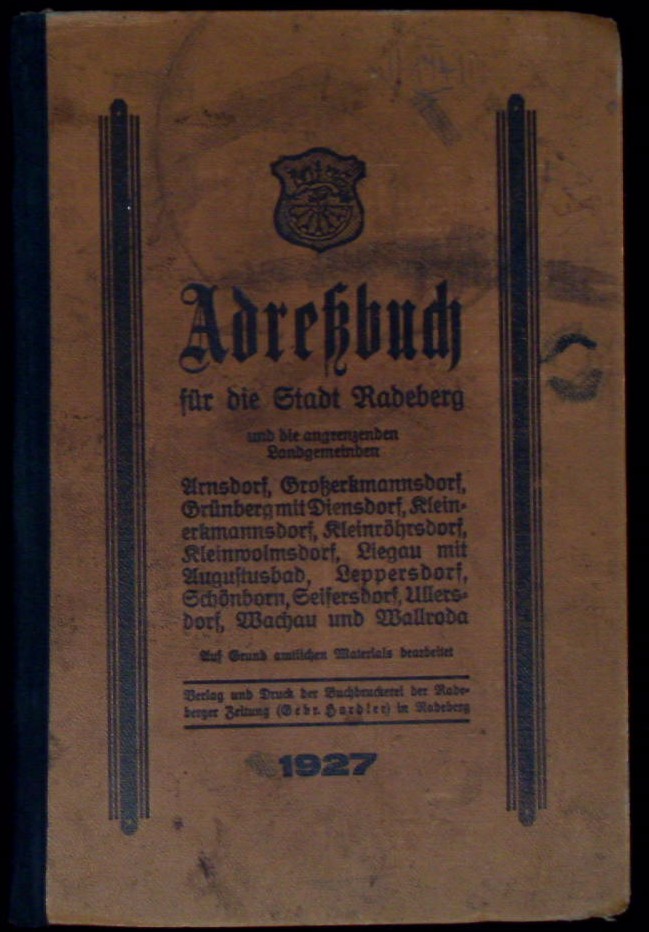 Adreßbuch
für die Stadt Radeberg
und die angrenzenden
Landgemeinden
Arnsdorf, Großerkmannsdorf,
Grünberg mit Diensdorf, Klein-
erkmannsdorf, Kleinröhrsdorf,
Kleinwolmsdorf, Liegau mit
Augustusbad, Leppersdorf,
Schönborn, Seifersdorf, Ullers-
dorf, Wachau und Wallroda
Auf Grund amtlichen Materials bearbeitet
Verlag und Druck der Buchdruckerei der Rade-
berger Zeitung (Gebr. Hordler) in Radeberg
1927